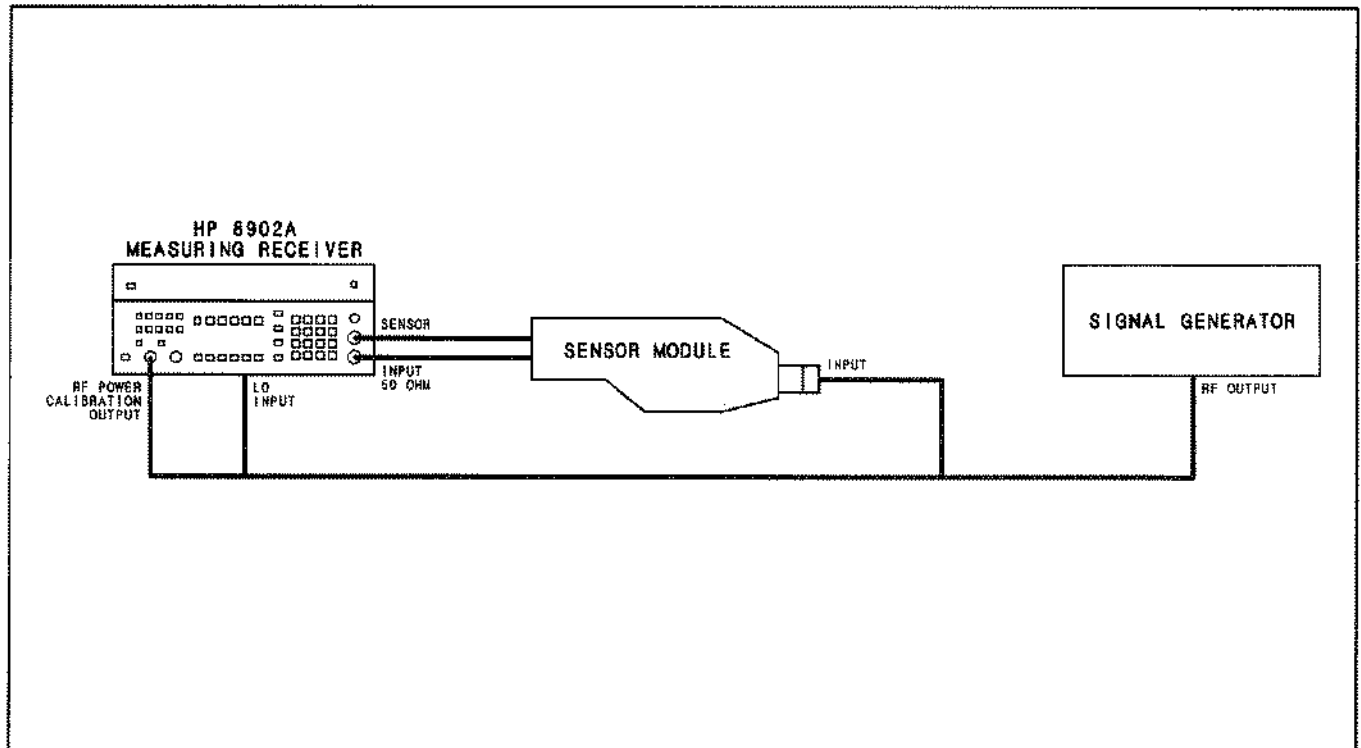 HP 8902A
MEASURING RECEIVER
SENSOR
INPUT
50 OHM
RF POWER
CALIBRATION
OUTPUT
LO
INPUT
SENSOR MODULE
INPUT
SIGNAL GENERATOR
RF OUTPUT